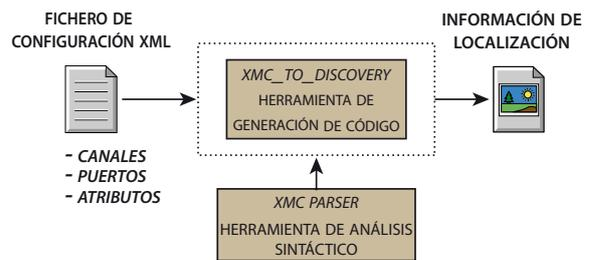 FICHERO DE
CONFIGURACIÓN XML
- CANALES
- PUERTOS
- ATRIBUTOS
XMC_TO_DISCOVERY
HERRAMIENTA DE
GENERACIÓN DE CÓDIGO
XMC PARSER
HERRAMIENTA DE ANÁLISIS
SINTÁCTICO
INFORMACIÓN DE
LOCALIZACIÓN